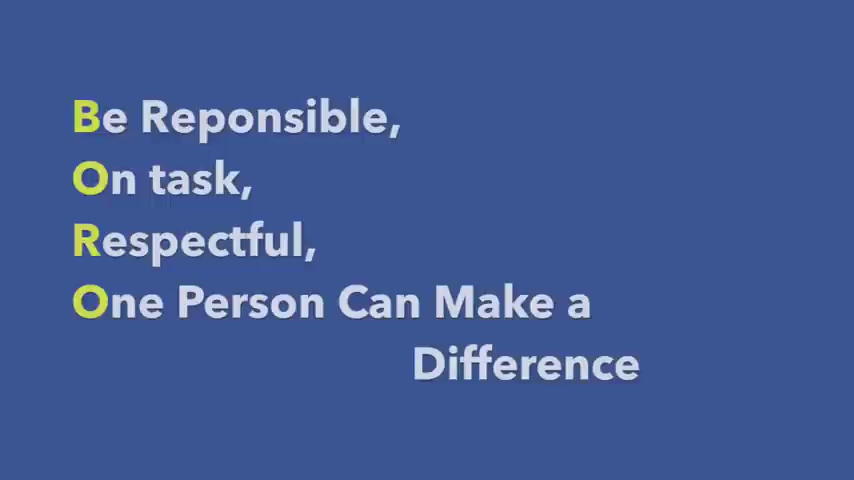 Be Reponsible,
On task,
Respectful,
One Person Can Make a
Difference